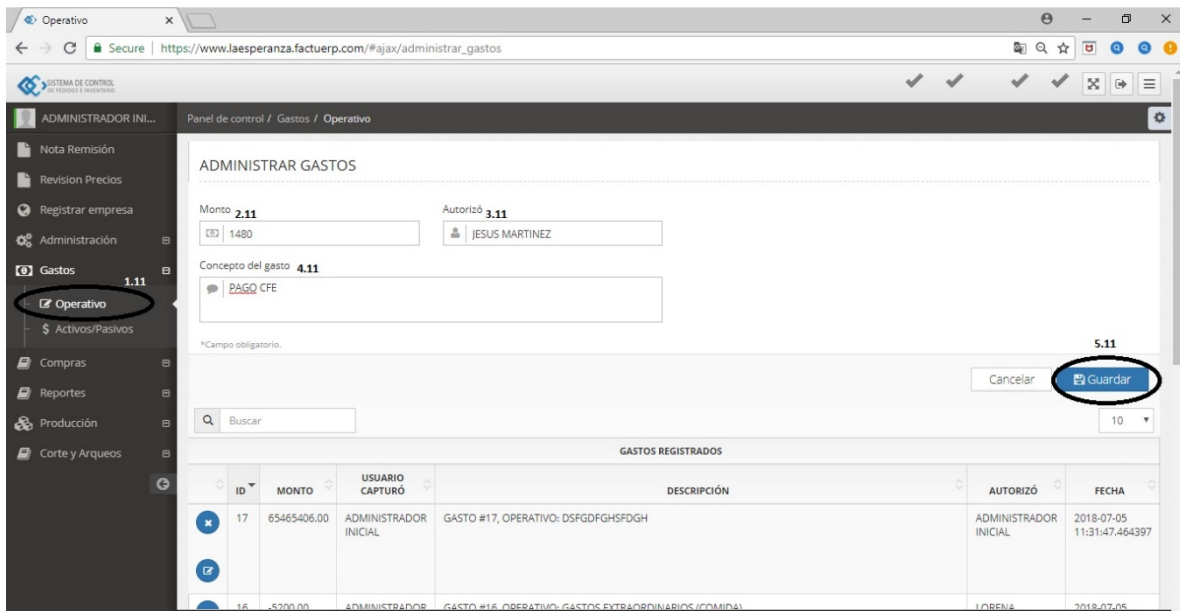 Operativo
Secure | https://www.laesperanza.factuerp.com/#ajax/administrar_gastos
SISTEMA DE CONTROL
DE PEDIDOS E INVENTARIO
ADMINISTRADOR INI...
Panel de control / Gastos / Operativo
Nota Remisión
Revision Precios
Registrar empresa
Administración
Gastos
1.11
Operativo
$ Activos/Pasivos
Compras
Reportes
Producción
Corte y Arqueos
ADMINISTRAR GASTOS
Monto 2.11
Autorizó 3.11
1480
JESUS MARTINEZ
Concepto del gasto 4.11
PAGO CFE
*Campo obligatorio.
5.11
Cancelar
Guardar
Buscar
10
GASTOS REGISTRADOS
ID MONTO USUARIO CAPTURÓ DESCRIPCIÓN AUTORIZÓ FECHA
17 65465406.00 ADMINISTRADOR INICIAL GASTO #17, OPERATIVO: DSFGDFGHSFDGH ADMINISTRADOR INICIAL 2018-07-05 11:31:47.464397
16 -5200.00 ADMINISTRADOR GASTO #16, OPERATIVO: GASTOS EXTRAORDINARIOS (COMIDA) LORENA 2018-07-05